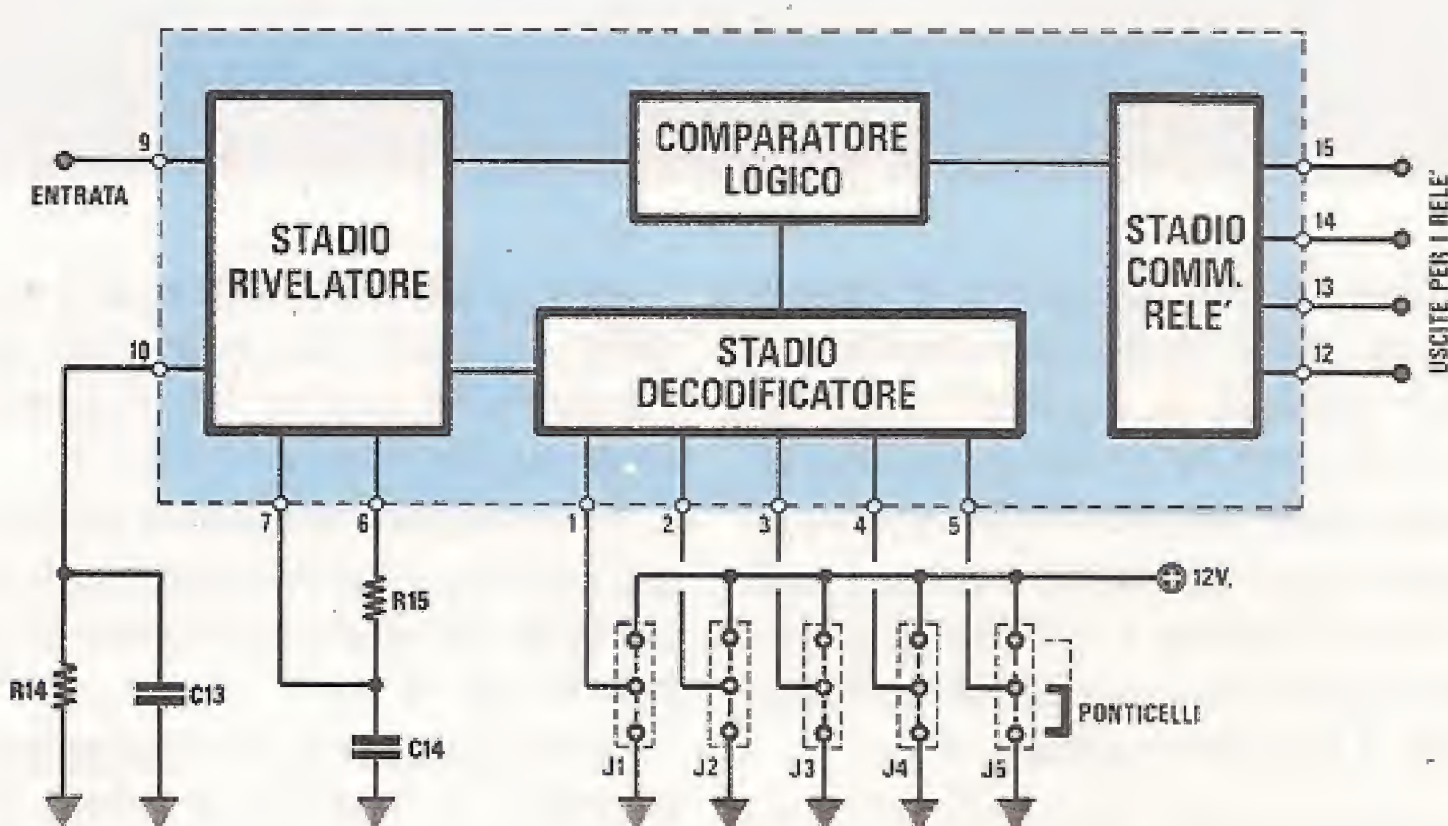 STADIO
RIVELATORE
COMPARATORE
LOGICO
STADIO
DECODIFICATORE
STADIO
COMM.
RELE'
9
ENTRATA
10
15
14
13
12
USCITE PER I RELE'
7
6
1
2
3
4
5
12V.
R15
R14
C13
C14
J1
J2
J3
J4
J5
PONTICELLI